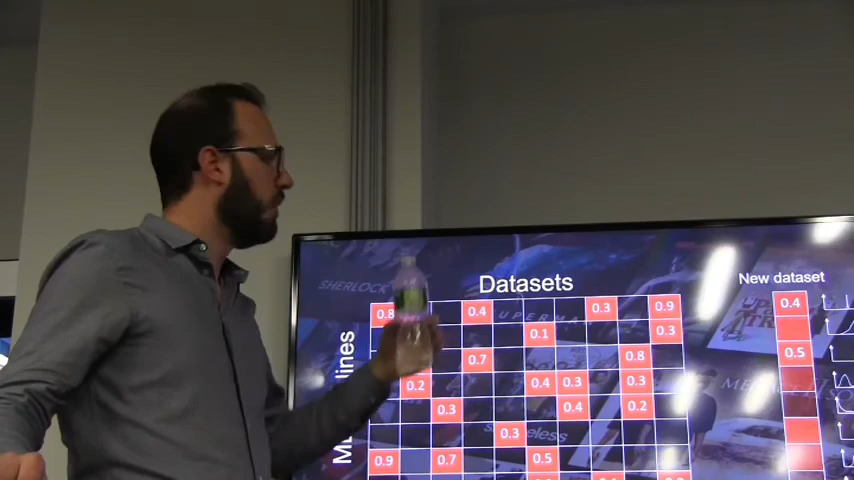 SHERLOCK
Datasets
New dataset
0.8 0.4 0.3 0.9
0.4
0.1 0.3
0.7 0.8
0.5
0.2 0.4 0.3 0.3
0.3 0.4 0.2
0.3
0.9 0.7 0.5